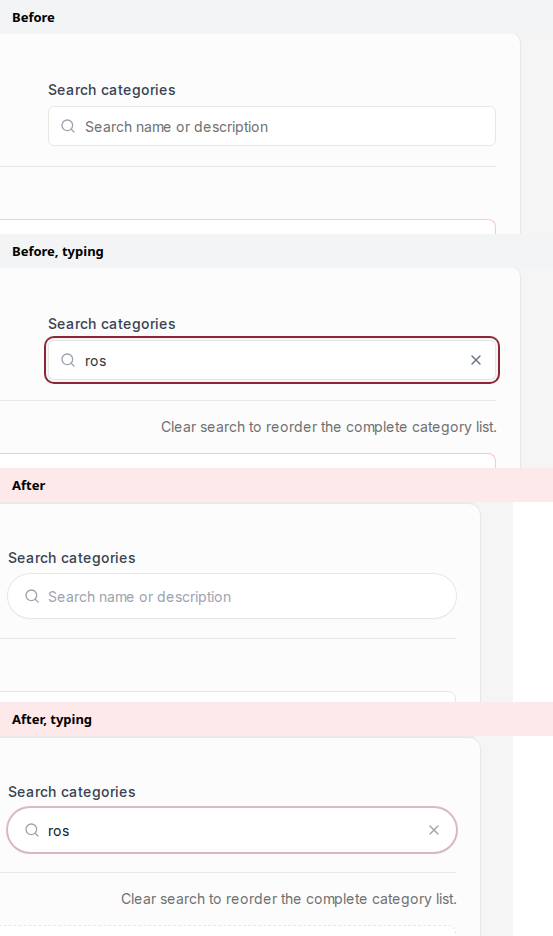 Before
Search categories
Search name or description
Before, typing
Search categories
ros
Clear search to reorder the complete category list.
After
Search categories
Search name or description
After, typing
Search categories
ros
Clear search to reorder the complete category list.